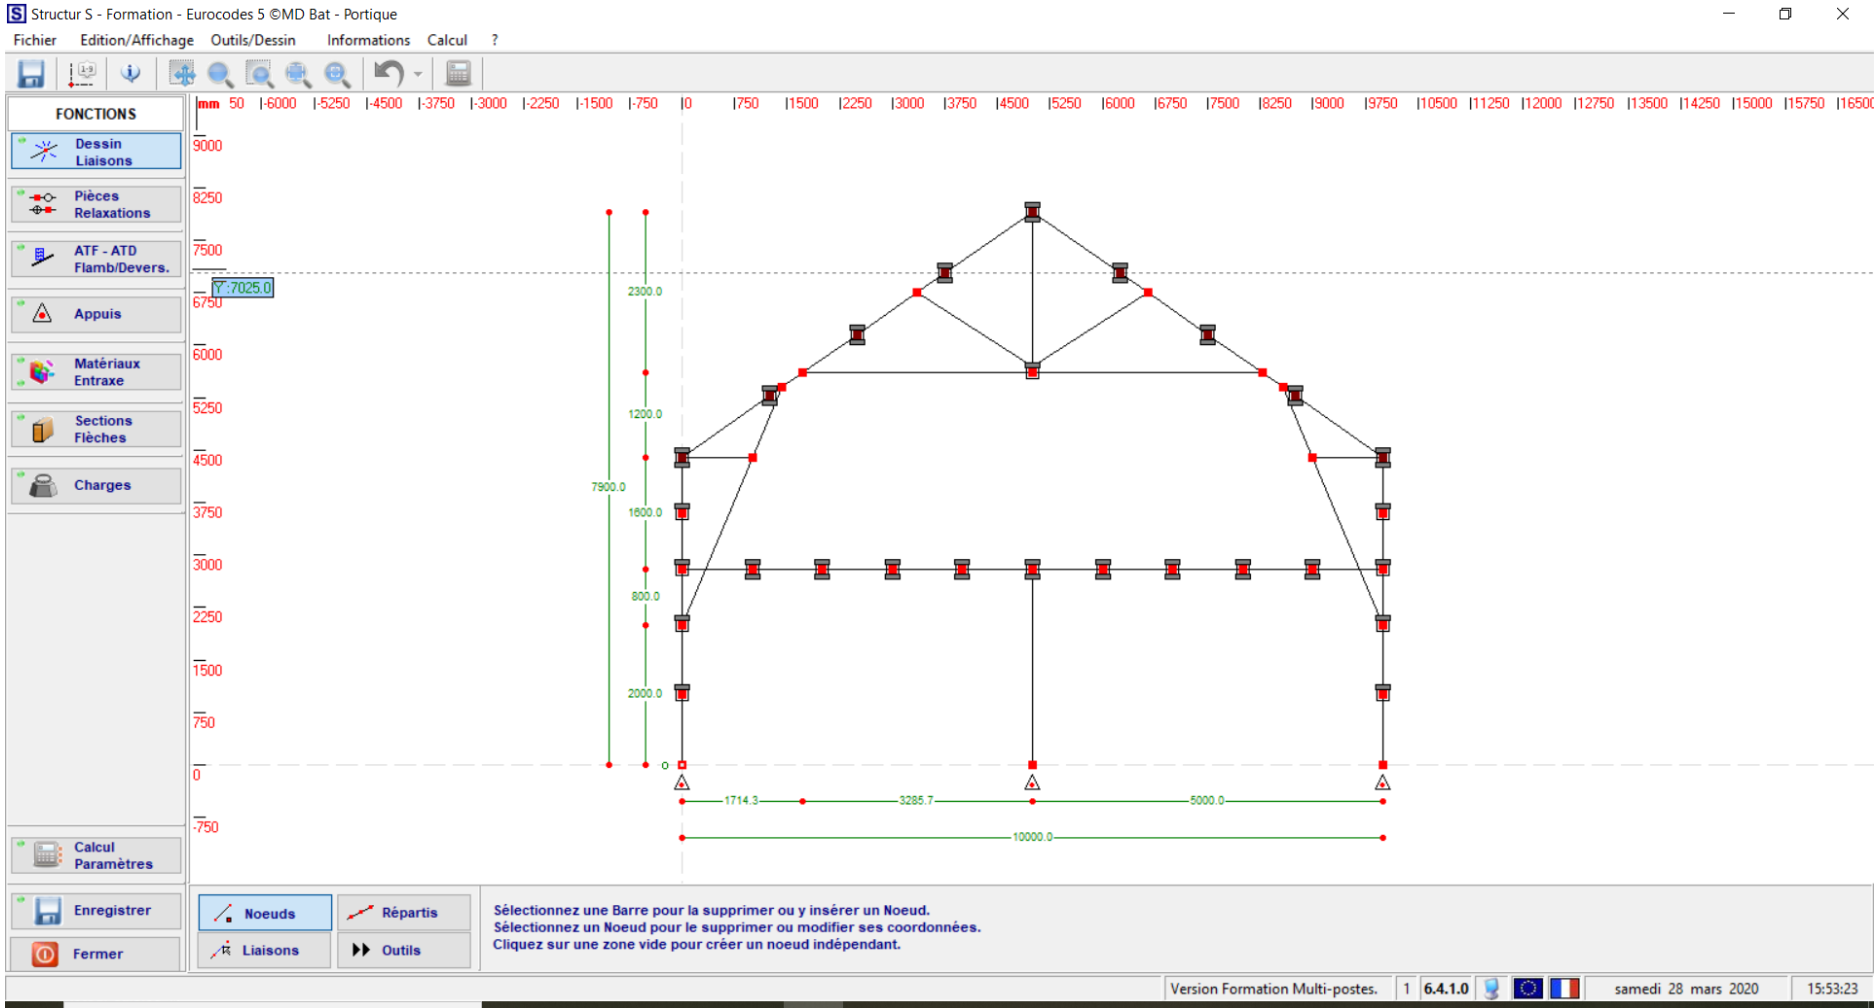 Structur S - Formation - Eurocodes 5 ©MD Bat - Portique
Fichier Edition/Affichage Outils/Dessin Informations Calcul ?
1-9
FONCTIONS
Dessin
Liaisons
Pièces
Relaxations
ATF - ATD
Flamb/Devers.
Appuis
Matériaux
Entraxe
Sections
Flèches
Charges
Calcul
Paramètres
Enregistrer
Fermer
mm 50 -6000 -5250 -4500 -3750 -3000 -2250 -1500 -750 0 750 1500 2250 3000 3750 4500 5250 6000 6750 7500 8250 9000 9750 10500 11250 12000 12750 13500 14250 15000 15750 1650
9000
8250
7500
Y:7025.0
6750
6000
5250
4500
3750
3000
2250
1500
750
0
-750
2300.0
1200.0
7900.0
1600.0
800.0
2000.0
0
1714.3 3285.7 5000.0
10000.0
Noeuds Répartis
Liaisons Outils
Sélectionnez une Barre pour la supprimer ou y insérer un Noeud.
Sélectionnez un Noeud pour le supprimer ou modifier ses coordonnées.
Cliquez sur une zone vide pour créer un noeud indépendant.
Version Formation Multi-postes. 1 6.4.1.0 samedi 28 mars 2020 15:53:23